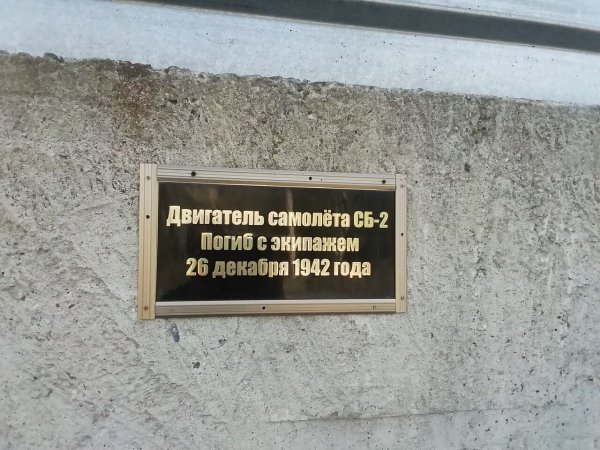 Двигатель самолёта СБ-2
Погиб с экипажем
26 декабря 1942 года